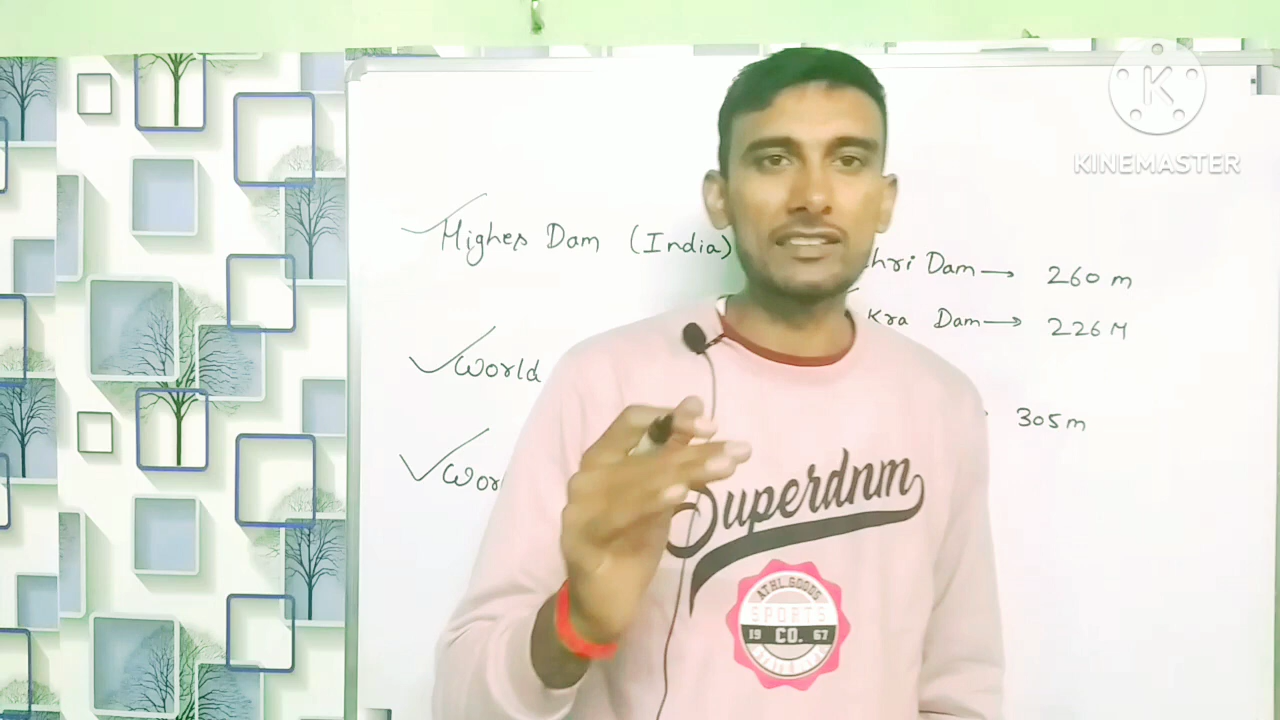 KINEMASTER
Highes Dam (India) hri Dam → 260 m
Kra Dam → 226 M
World
305m
Wor
Superdnm
ATHL.GOODS
SPORTS
19 CO. 67